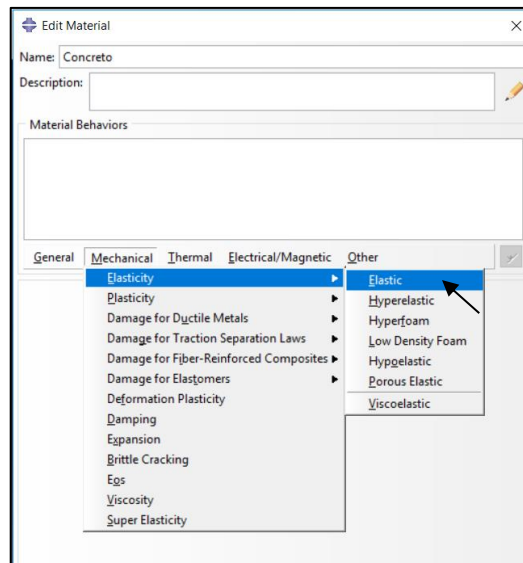 Edit Material
Name: Concreto
Description:
Material Behaviors
General Mechanical Thermal Electrical/Magnetic Other
Elasticity
Plasticity
Damage for Ductile Metals
Damage for Traction Separation Laws
Damage for Fiber-Reinforced Composites
Damage for Elastomers
Deformation Plasticity
Damping
Expansion
Brittle Cracking
Eos
Viscosity
Super Elasticity
Elastic
Hyperelastic
Hyperfoam
Low Density Foam
Hypoelastic
Porous Elastic
Viscoelastic